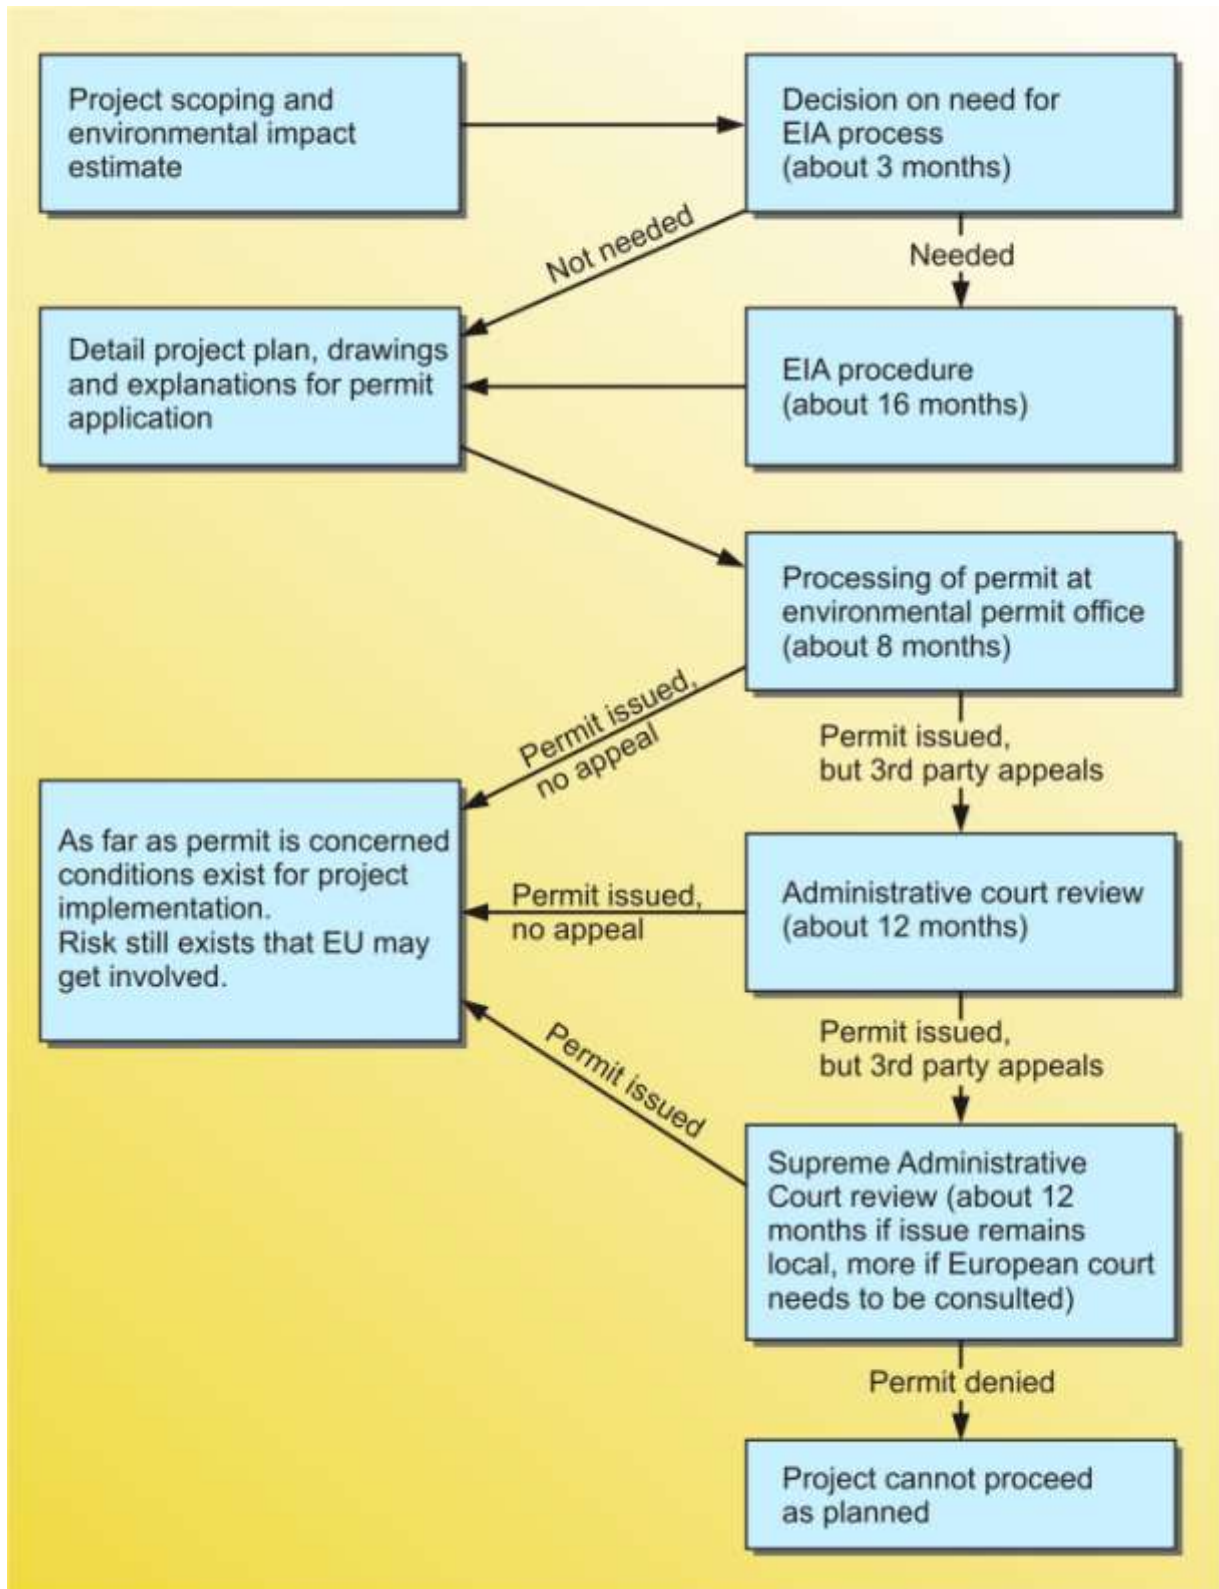 Project scoping and
environmental impact
estimate
Decision on need for
EIA process
(about 3 months)
Not needed
Needed
Detail project plan, drawings
and explanations for permit
application
EIA procedure
(about 16 months)
Processing of permit at
environmental permit office
(about 8 months)
Permit issued,
no appeal
Permit issued,
but 3rd party appeals
As far as permit is concerned
conditions exist for project
implementation.
Risk still exists that EU may
get involved.
Permit issued,
no appeal
Administrative court review
(about 12 months)
Permit issued
Permit issued,
but 3rd party appeals
Supreme Administrative
Court review (about 12
months if issue remains
local, more if European court
needs to be consulted)
Permit denied
Project cannot proceed
as planned